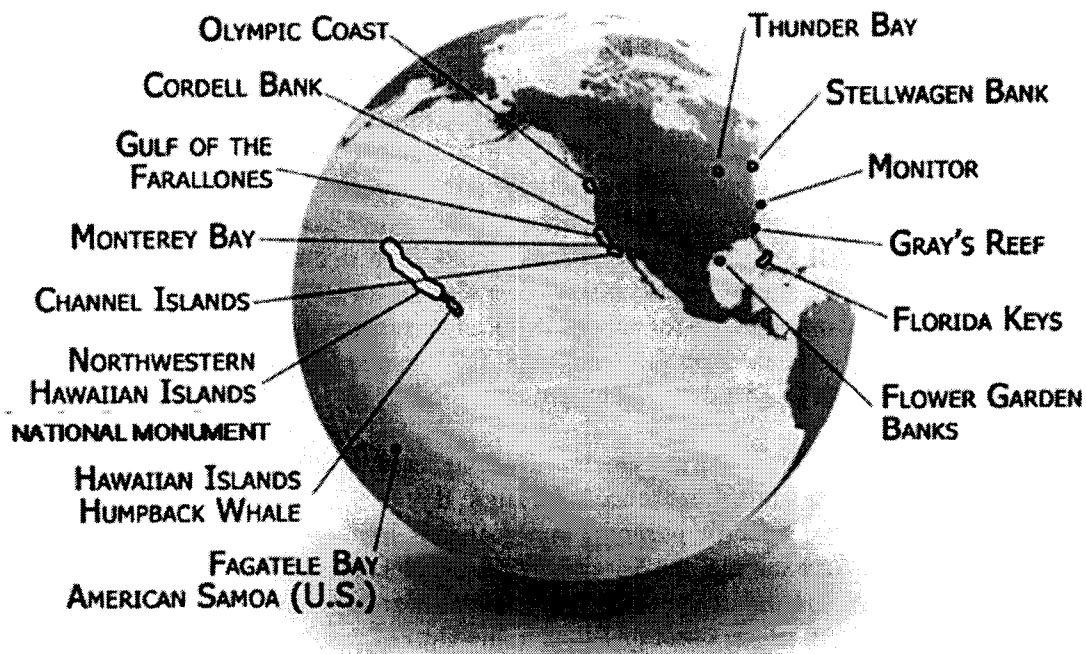 Olympic Coast
Cordell Bank
Gulf of the
Farallones
Monterey Bay
Channel Islands
Northwestern
Hawaiian Islands
NATIONAL MONUMENT
Hawaiian Islands
Humpback Whale
Fagatele Bay
American Samoa (U.S.)
Thunder Bay
Stellwagen Bank
Monitor
Gray's Reef
Florida Keys
Flower Garden
Banks